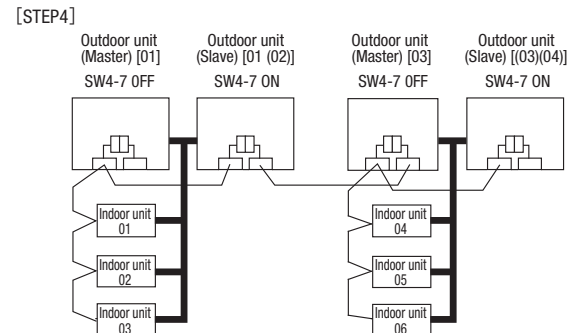 [STEP4]
Outdoor unit
(Master) [01]
Outdoor unit
(Slave) [01 (02)]
Outdoor unit
(Master) [03]
Outdoor unit
(Slave) [(03)(04)]
SW4-7 0FF
SW4-7 ON
SW4-7 0FF
SW4-7 ON
Indoor unit
01
Indoor unit
02
Indoor unit
03
Indoor unit
04
Indoor unit
05
Indoor unit
06